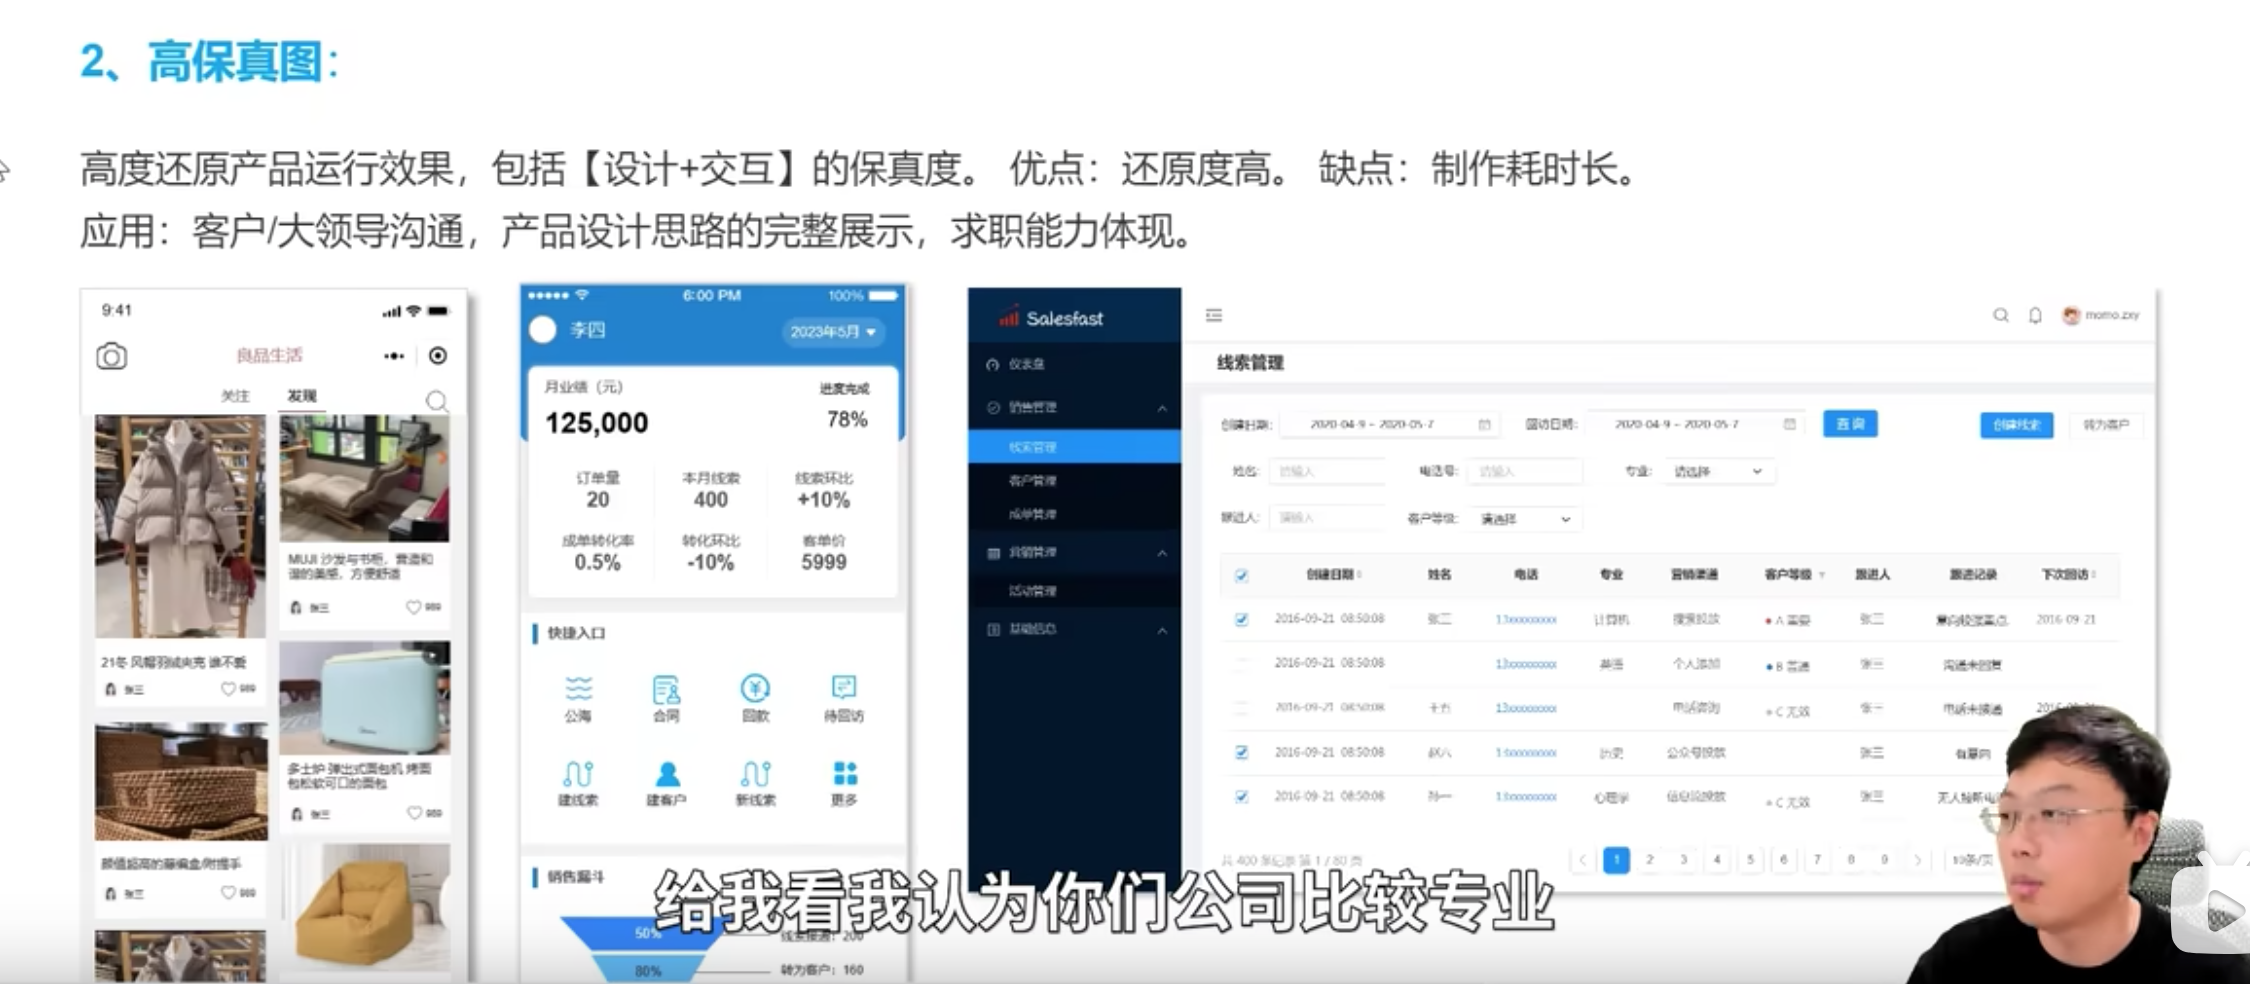 2、高保真图：
高度还原产品运行效果，包括【设计+交互】的保真度。 优点：还原度高。 缺点：制作耗时长。
应用：客户/大领导沟通，产品设计思路的完整展示，求职能力体现。
9:41
良品生活
关注 发现
MUJI 沙发与书柜，营造和
谐的美感，方便舒适
张三 989
21冬 风帽羽绒夹克 谁不爱
张三 989
多士炉 弹出式面包机 烤面
包松软可口的面包
张三 989
颜值超高的藤编盒/附提手
张三 989
6:00 PM 100%
李四 2023年5月
月业绩（元） 进度完成
125,000 78%
订单量 本月线索 线索环比
20 400 +10%
成单转化率 转化环比 客单价
0.5% -10% 5999
快捷入口
公海 合同 回款 待回访
建线索 建客户 新线索 更多
销售漏斗
50% 线索接通：200
80% 转为客户：160
Salesfast
仪表盘
销售管理
线索管理
客户管理
成单管理
营销管理
活动管理
基础信息
momo.zxy
线索管理
创建日期： 2020-04-9 ~ 2020-05-7 回访日期： 2020-04-9 ~ 2020-05-7 查询 创建线索 转为客户
姓名： 请输入 电话号： 请输入 专业： 请选择
跟进人： 请输入 客户等级： 请选择
创建日期 姓名 电话 专业 营销渠道 客户等级 跟进人 跟进记录 下次回访
2016-09-21 08:50:08 张三 13xxxxxxxxx 计算机 搜索投放 A 重要 张三 意向较强重点 2016-09-21
2016-09-21 08:50:08 13xxxxxxxxx 英语 个人添加 B 普通 张三 沟通未回复
2016-09-21 08:50:08 王五 13xxxxxxxxx 电话咨询 C 无效 张三 电话未接通
2016-09-21 08:50:08 赵六 13xxxxxxxxx 历史 公众号投放 张三 有意向
2016-09-21 08:50:08 孙一 13xxxxxxxxx 心理学 信息流投放 C 无效 张三 无人接听电
共 400 条记录 第 1 / 80 页 1 2 3 4 5 6 7 8 9 10条/页
给我看我认为你们公司比较专业